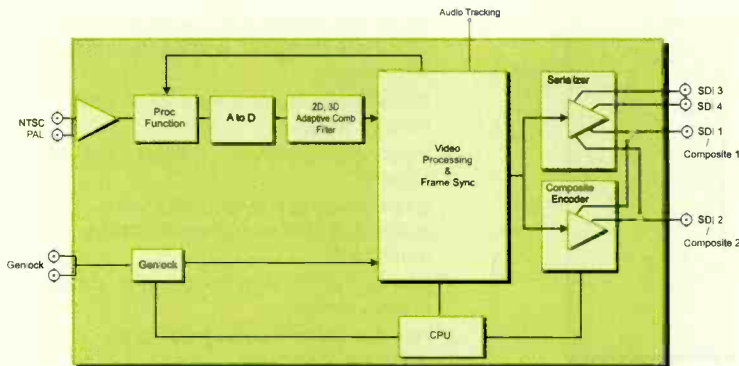 Audio Tracking
NTSC
PAL
Proc
Function
A to D
2D, 3D
Adaptive Comb
Filter
Video
Processing
&
Frame Sync
Serializer
SDI 3
SDI 4
SDI 1
/
Composite 1
Composite
Encoder
SDI 2
/
Composite 2
Genlock
Genlock
CPU